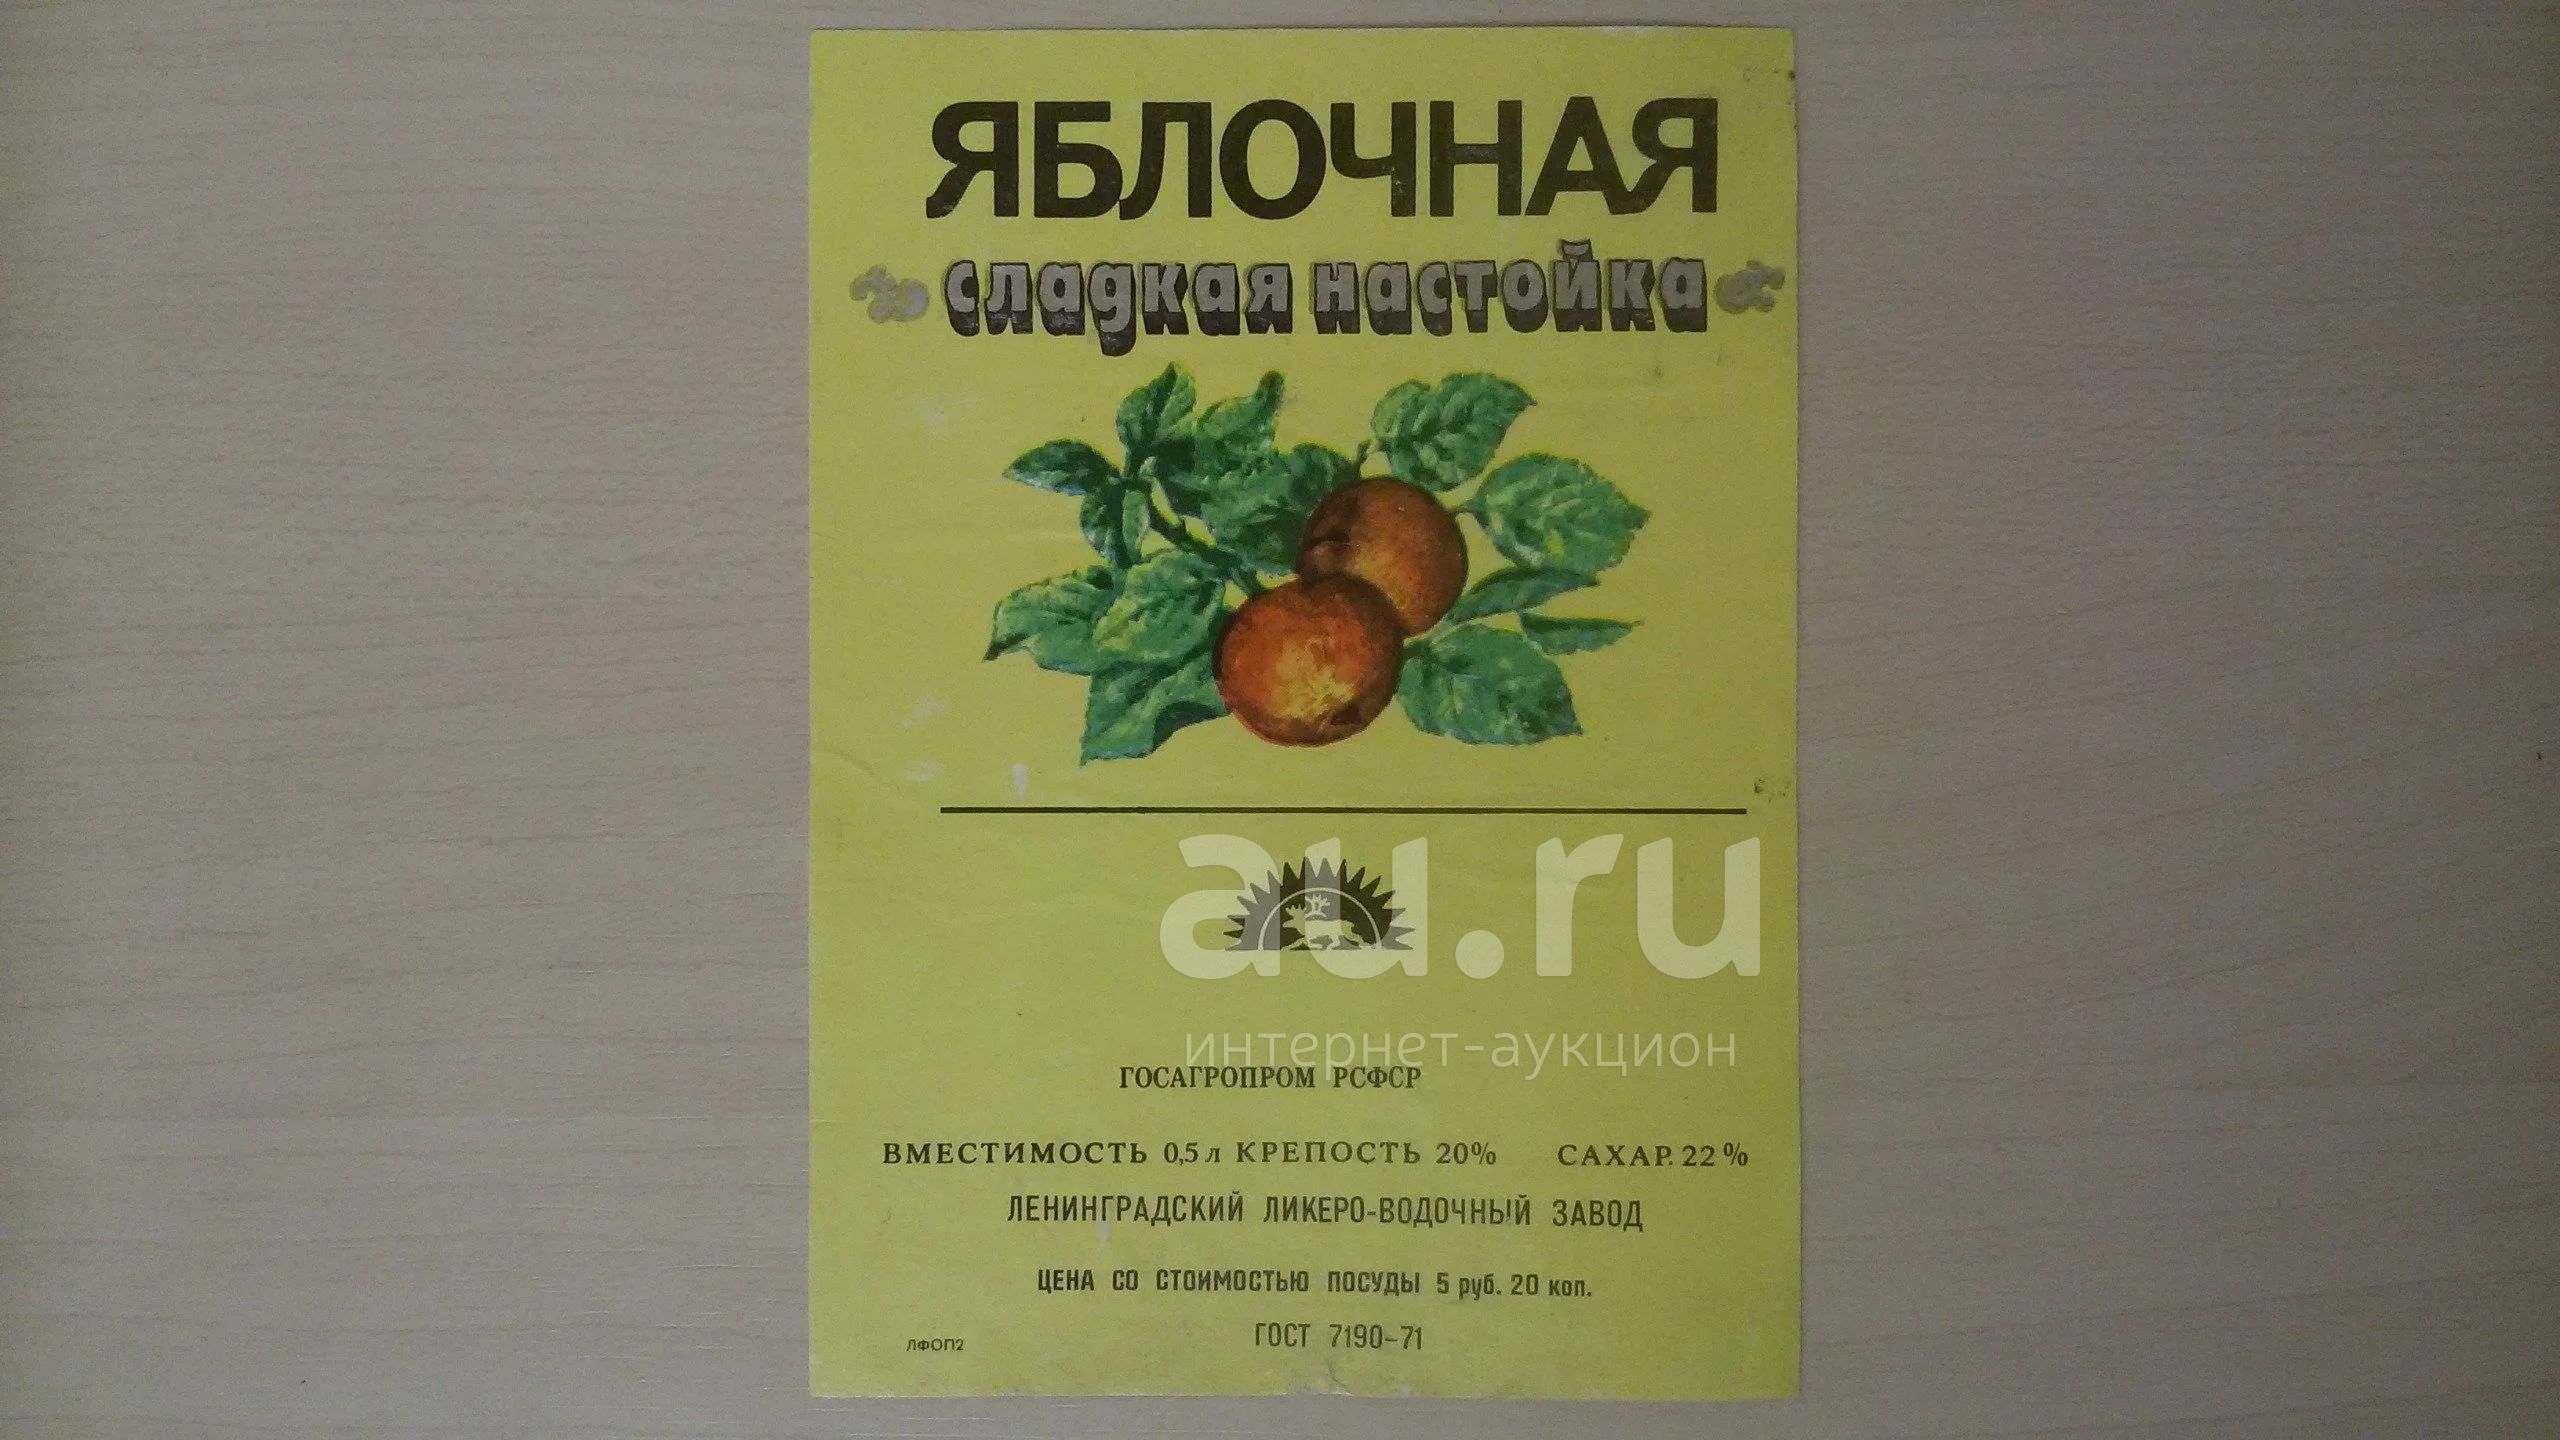 ЯБЛОЧНАЯ
сладкая настойка
au.ru
интернет-аукцион
ГОСАГРОПРОМ РСФСР
ВМЕСТИМОСТЬ 0,5 л КРЕПОСТЬ 20% САХАР. 22%
ЛЕНИНГРАДСКИЙ ЛИКЕРО-ВОДОЧНЫЙ ЗАВОД
ЦЕНА СО СТОИМОСТЬЮ ПОСУДЫ 5 руб. 20 коп.
ГОСТ 7190-71
ЛФОП2